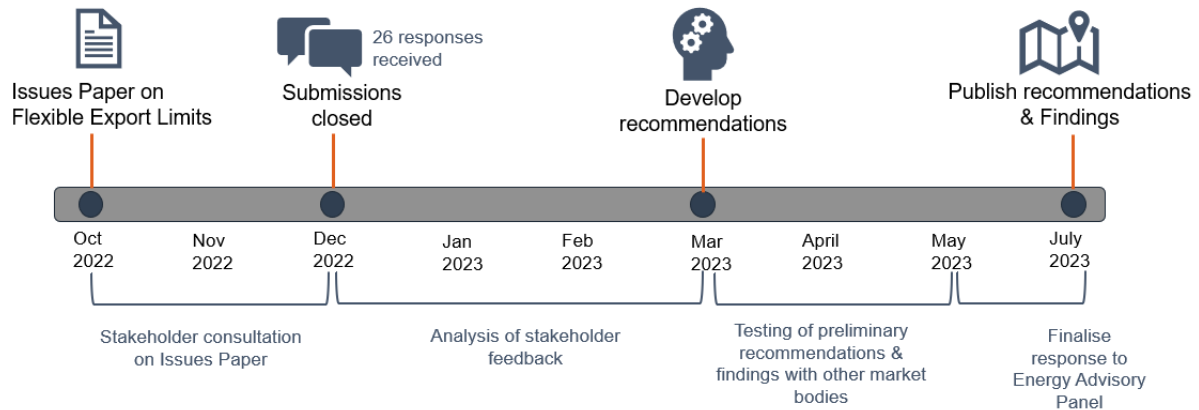 26 responses
received
Issues Paper on
Flexible Export Limits
Submissions
closed
Develop
recommendations
Publish recommendations
& Findings
Oct
2022
Nov
2022
Dec
2022
Jan
2023
Feb
2023
Mar
2023
April
2023
May
2023
July
2023
Stakeholder consultation
on Issues Paper
Analysis of stakeholder
feedback
Testing of preliminary
recommendations &
findings with other market
bodies
Finalise
response to
Energy Advisory
Panel